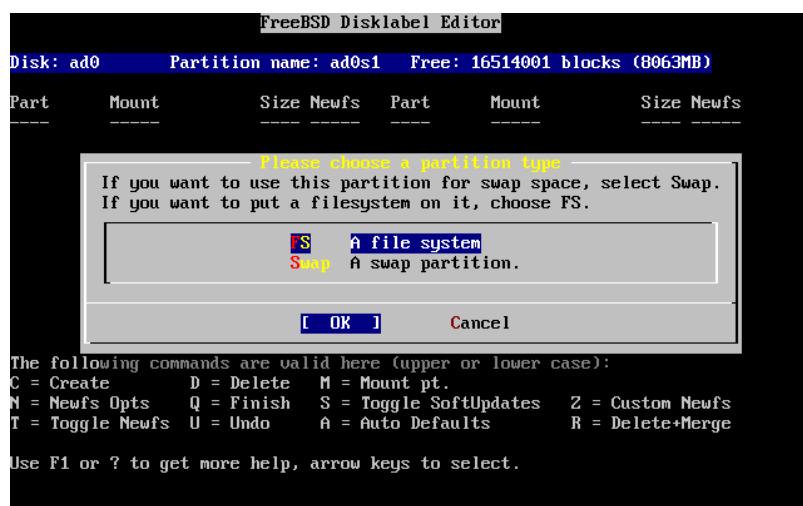 FreeBSD Disklabel Editor
Disk: ad0 Partition name: ad0s1 Free: 16514001 blocks (8063MB)
Part Mount Size Newfs Part Mount Size Newfs
---- ----- ---- ----- ---- ----- ---- -----
Please choose a partition type
If you want to use this partition for swap space, select Swap.
If you want to put a filesystem on it, choose FS.
FS A file system
Swap A swap partition.
[ OK ] Cancel
The following commands are valid here (upper or lower case):
C = Create D = Delete M = Mount pt.
N = Newfs Opts Q = Finish S = Toggle SoftUpdates Z = Custom Newfs
T = Toggle Newfs U = Undo A = Auto Defaults R = Delete+Merge
Use F1 or ? to get more help, arrow keys to select.